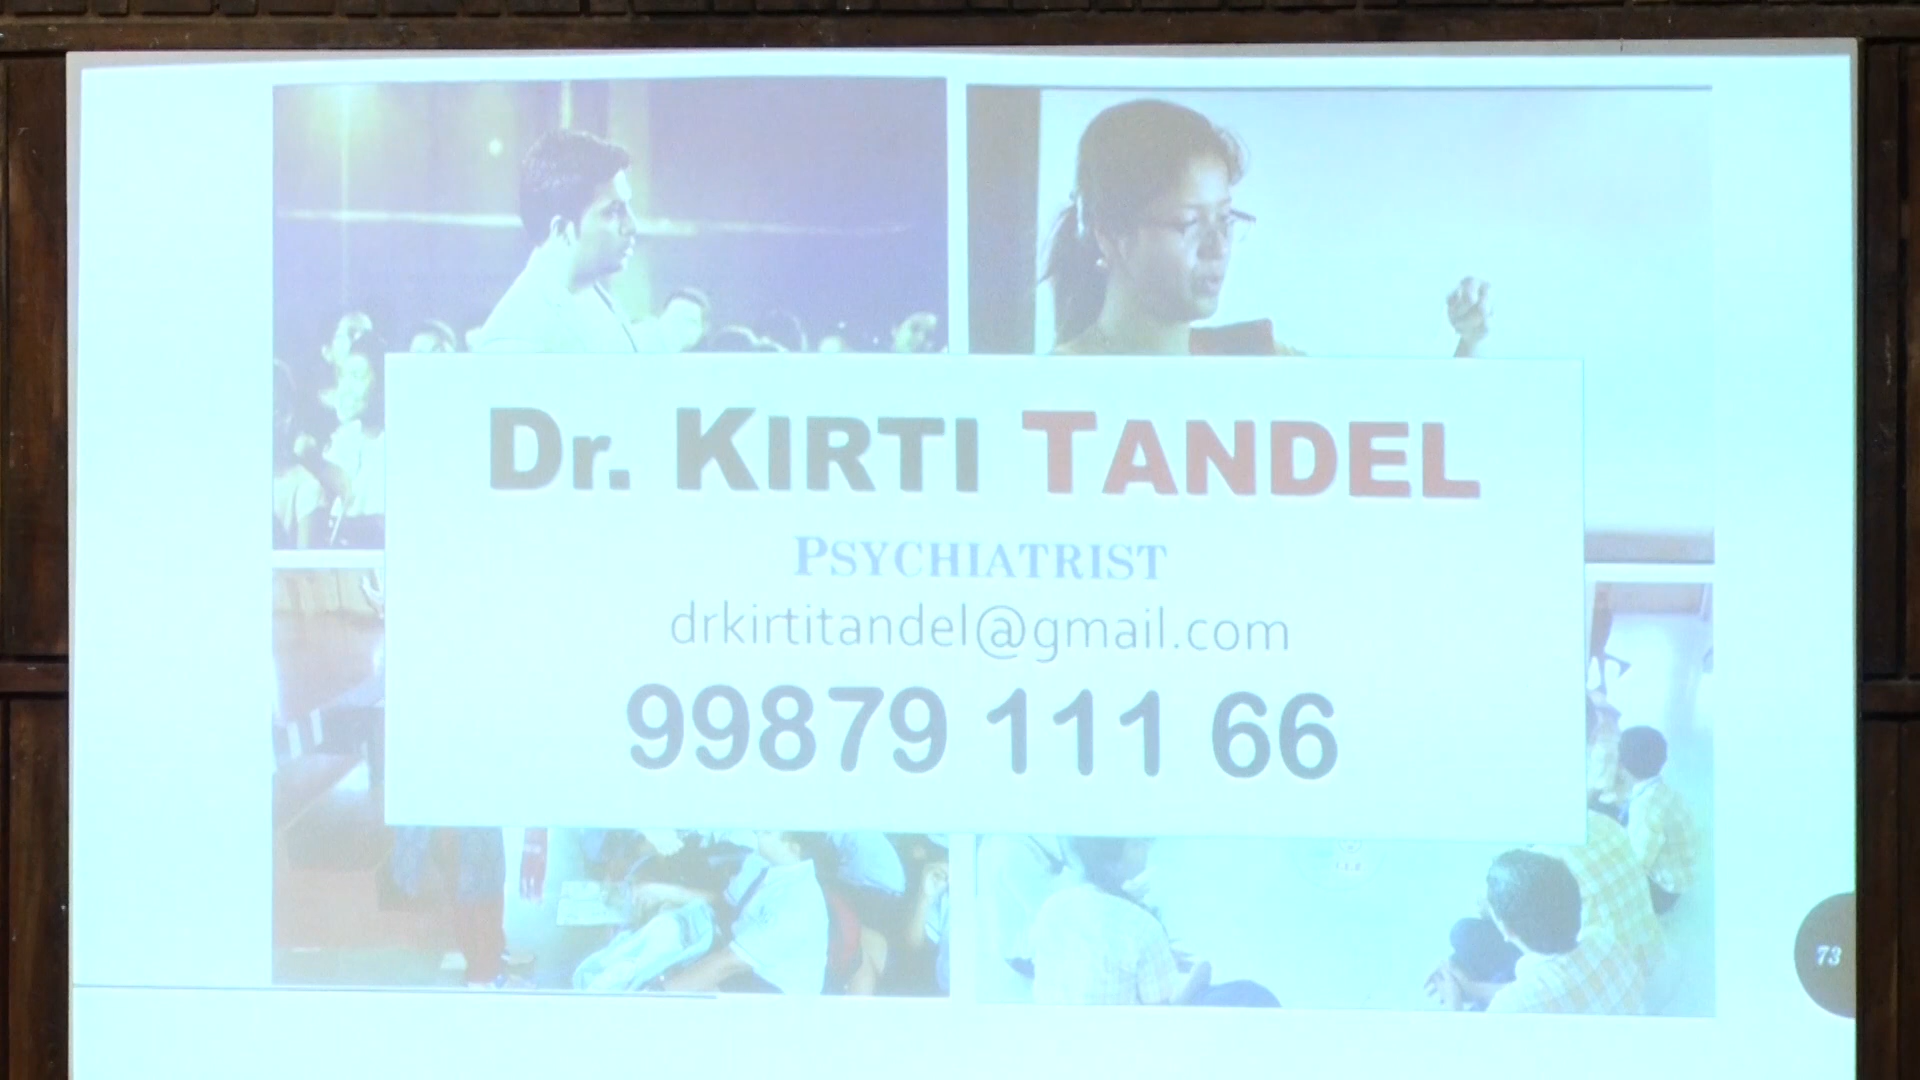 Dr. KIRTI TANDEL
PSYCHIATRIST
drkirtitandel@gmail.com
99879 111 66
73